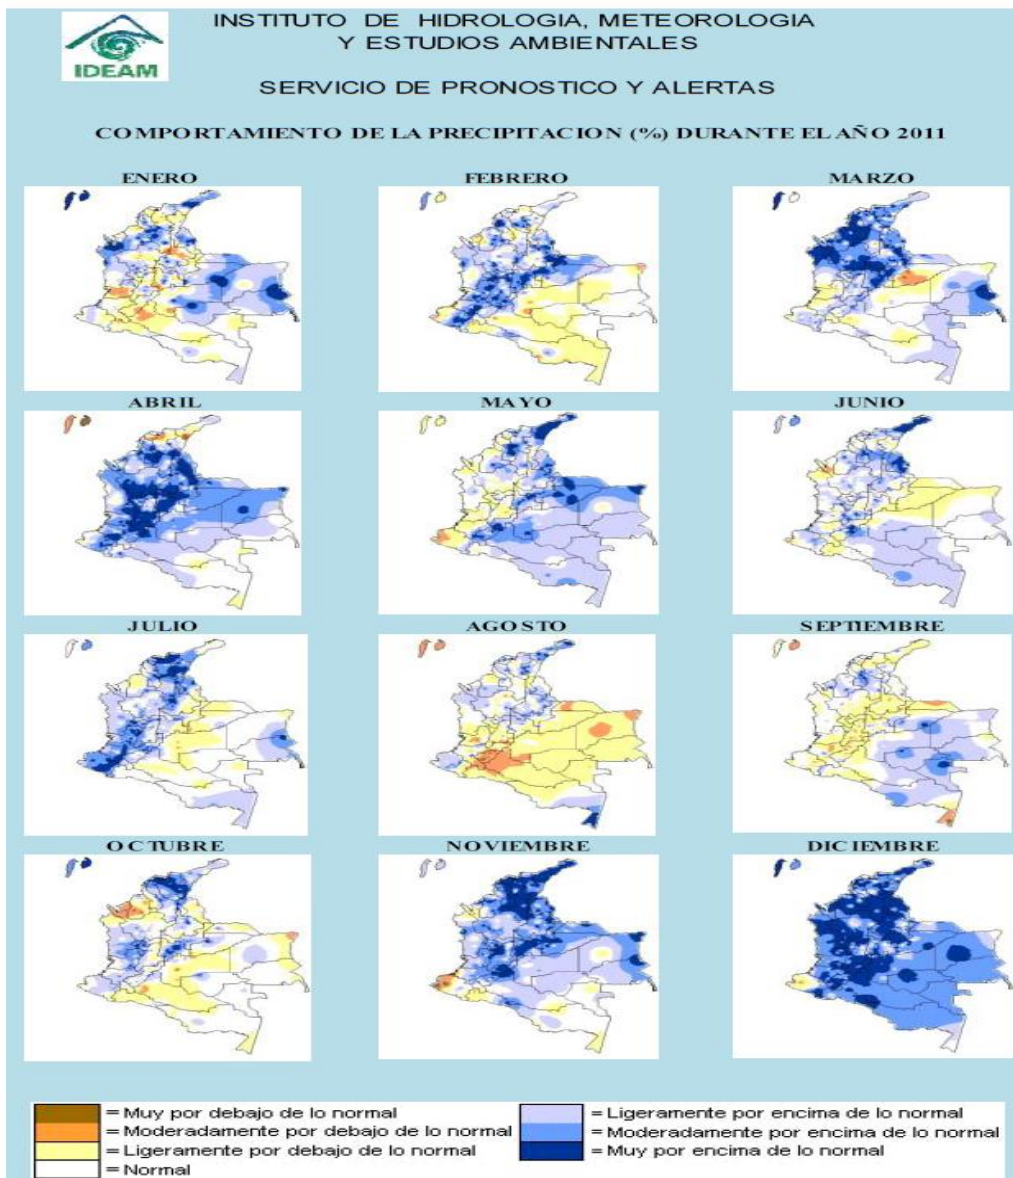 INSTITUTO DE HIDROLOGIA, METEOROLOGIA
Y ESTUDIOS AMBIENTALES
IDEAM
SERVICIO DE PRONOSTICO Y ALERTAS
COMPORTAMIENTO DE LA PRECIPITACION (%) DURANTE EL AÑO 2011
ENERO
FEBRERO
MARZO
ABRIL
MAYO
JUNIO
JULIO
AGOSTO
SEPTIEMBRE
OCTUBRE
NOVIEMBRE
DICIEMBRE
= Muy por debajo de lo normal
= Moderadamente por debajo de lo normal
= Ligeramente por debajo de lo normal
= Normal
= Ligeramente por encima de lo normal
= Moderadamente por encima de lo normal
= Muy por encima de lo normal